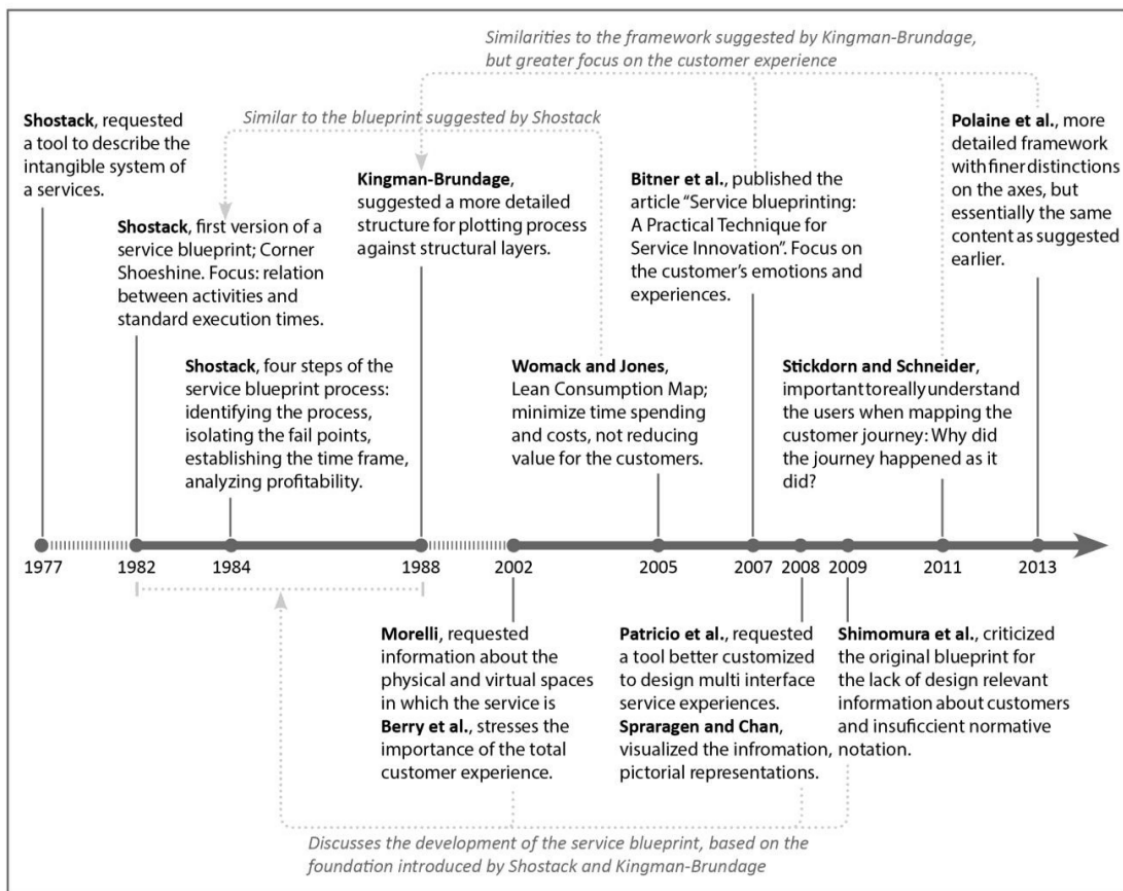 Similarities to the framework suggested by Kingman-Brundage,
but greater focus on the customer experience
Similar to the blueprint suggested by Shostack
Shostack, requested
a tool to describe the
intangible system of
a services.
Shostack, first version of a
service blueprint; Corner
Shoeshine. Focus: relation
between activities and
standard execution times.
Shostack, four steps of the
service blueprint process:
identifying the process,
isolating the fail points,
establishing the time frame,
analyzing profitability.
Kingman-Brundage,
suggested a more detailed
structure for plotting process
against structural layers.
Womack and Jones,
Lean Consumption Map;
minimize time spending
and costs, not reducing
value for the customers.
Bitner et al., published the
article “Service blueprinting:
A Practical Technique for
Service Innovation”. Focus on
the customer’s emotions and
experiences.
Stickdorn and Schneider,
important to really understand
the users when mapping the
customer journey: Why did
the journey happened as it
did?
Polaine et al., more
detailed framework
with finer distinctions
on the axes, but
essentially the same
content as suggested
earlier.
1977 1982 1984 1988 2002 2005 2007 2008 2009 2011 2013
Morelli, requested
information about the
physical and virtual spaces
in which the service is
Berry et al., stresses the
importance of the total
customer experience.
Patricio et al., requested
a tool better customized
to design multi interface
service experiences.
Spraragen and Chan,
visualized the infromation,
pictorial representations.
Shimomura et al., criticized
the original blueprint for
the lack of design relevant
information about customers
and insuficcient normative
notation.
Discusses the development of the service blueprint, based on the
foundation introduced by Shostack and Kingman-Brundage